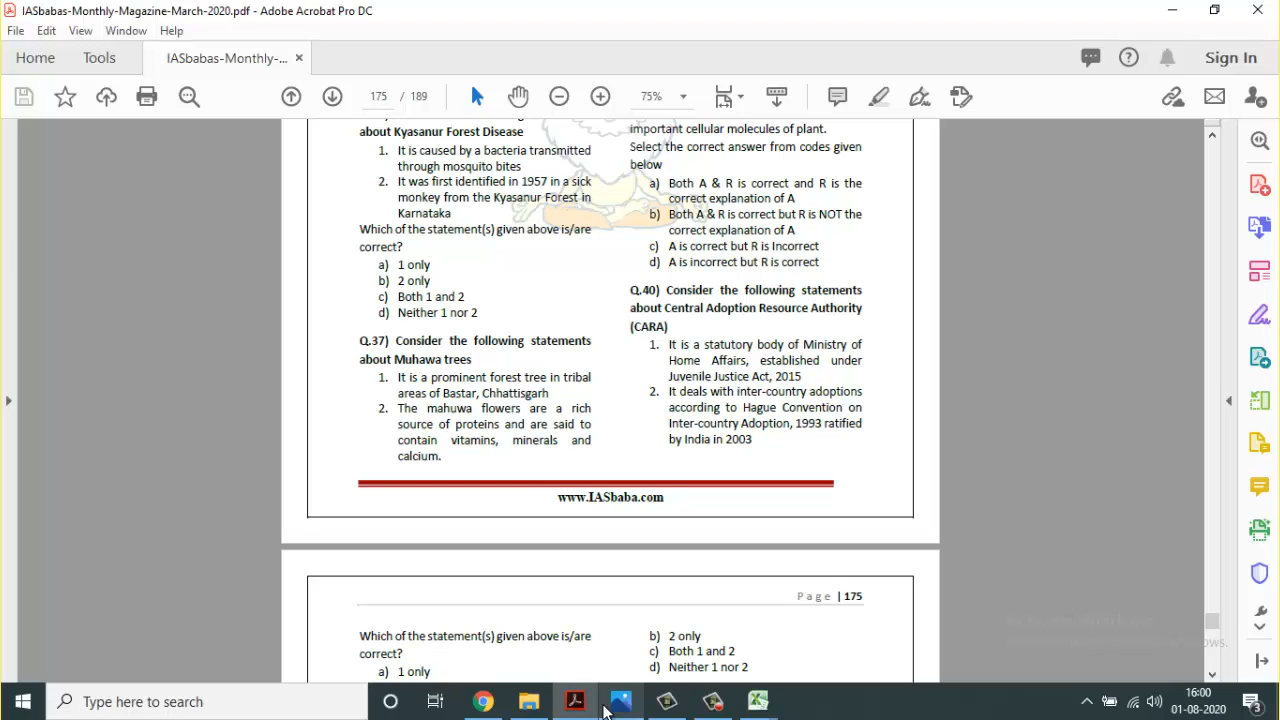 IASbabas-Monthly-Magazine-March-2020.pdf - Adobe Acrobat Pro DC
File Edit View Window Help
Home Tools IASbabas-Monthly-... × Sign In
175 / 189 75%
about Kyasanur Forest Disease
1. It is caused by a bacteria transmitted
through mosquito bites
2. It was first identified in 1957 in a sick
monkey from the Kyasanur Forest in
Karnataka
Which of the statement(s) given above is/are
correct?
a) 1 only
b) 2 only
c) Both 1 and 2
d) Neither 1 nor 2
Q.37) Consider the following statements
about Muhawa trees
1. It is a prominent forest tree in tribal
areas of Bastar, Chhattisgarh
2. The mahuwa flowers are a rich
source of proteins and are said to
contain vitamins, minerals and
calcium.
important cellular molecules of plant.
Select the correct answer from codes given
below
a) Both A & R is correct and R is the
correct explanation of A
b) Both A & R is correct but R is NOT the
correct explanation of A
c) A is correct but R is Incorrect
d) A is incorrect but R is correct
Q.40) Consider the following statements
about Central Adoption Resource Authority
(CARA)
1. It is a statutory body of Ministry of
Home Affairs, established under
Juvenile Justice Act, 2015
2. It deals with inter-country adoptions
according to Hague Convention on
Inter-country Adoption, 1993 ratified
by India in 2003
www.IASbaba.com
Page | 175
Which of the statement(s) given above is/are
correct?
a) 1 only
b) 2 only
c) Both 1 and 2
d) Neither 1 nor 2
Type here to search
16:00
01-08-2020
3